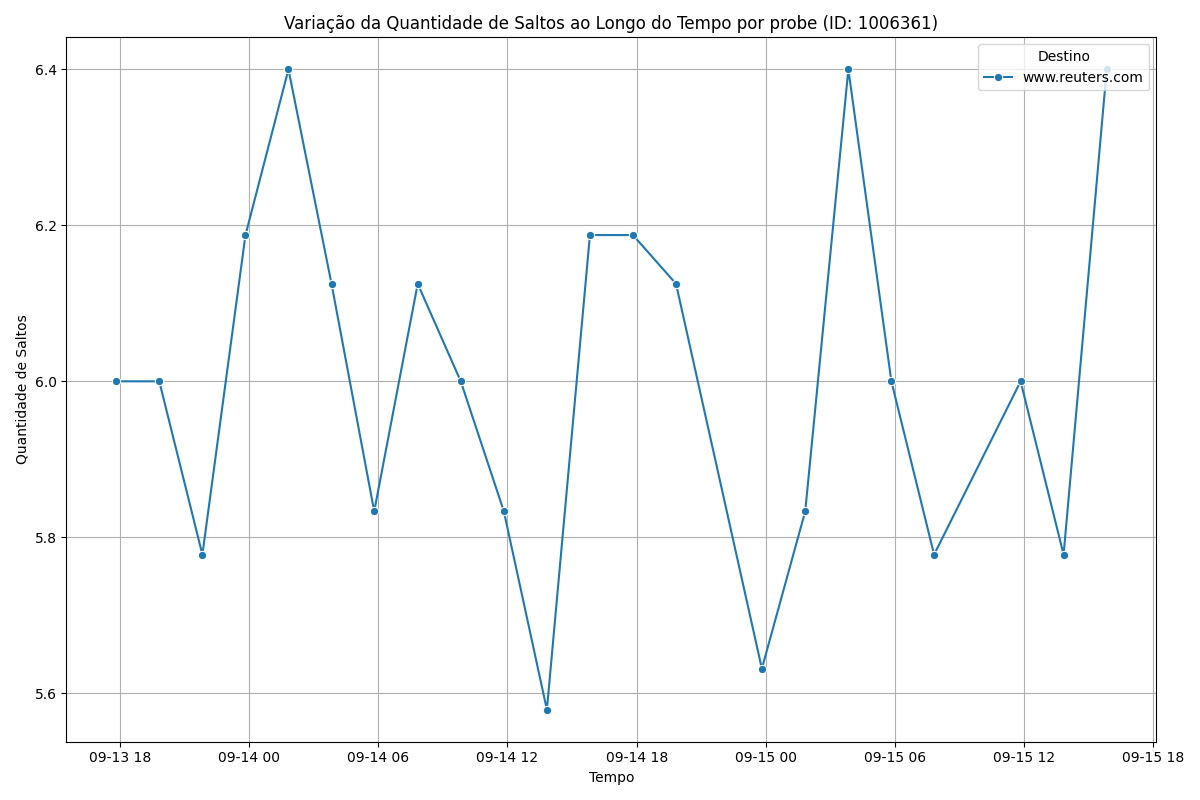 Variação da Quantidade de Saltos ao Longo do Tempo por probe (ID: 1006361)
Destino
www.reuters.com
Quantidade de Saltos
6.4
6.2
6.0
5.8
5.6
09-13 18 09-14 00 09-14 06 09-14 12 09-14 18 09-15 00 09-15 06 09-15 12 09-15 18
Tempo